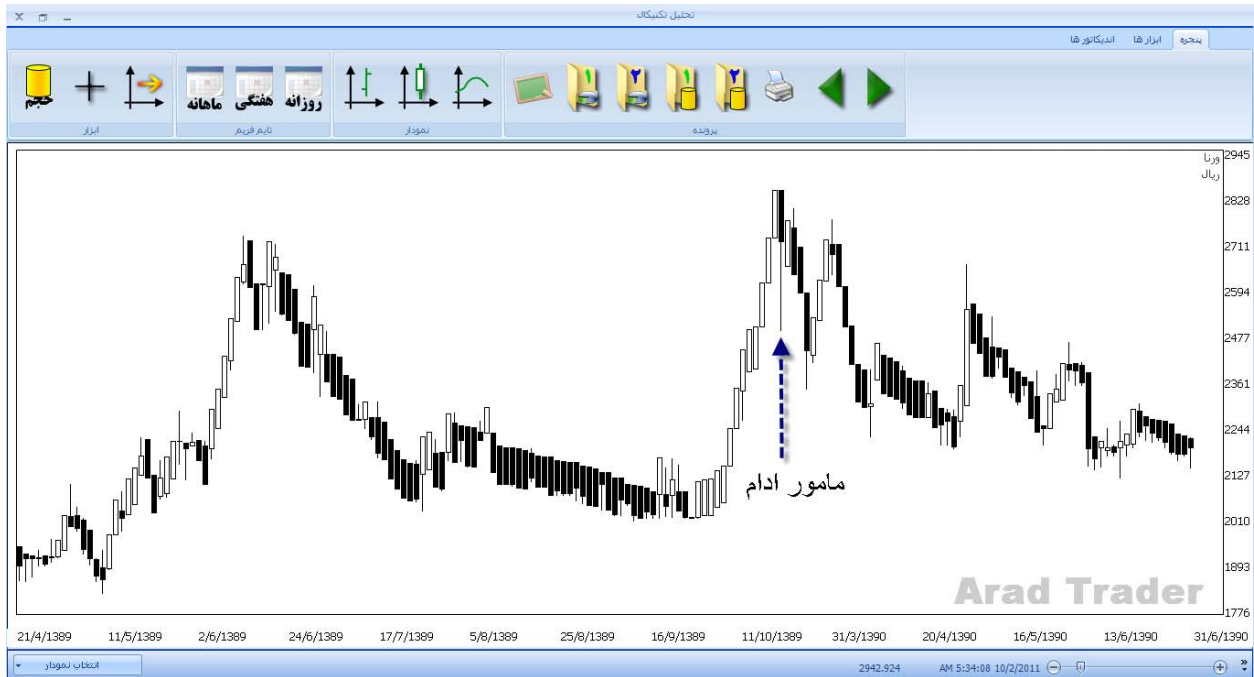 تحلیل تکنیکال
پنجره ابزار ها اندیکاتور ها
حجم
ماهانه هفتگی روزانه
۱ ۲ ۱ ۲
ابزار تایم فریم نمودار پرونده
ورنا
ریال
2945
2828
2711
2594
2477
2361
2244
2127
2010
1893
1776
مامور ادام
Arad Trader
21/4/1389 11/5/1389 2/6/1389 24/6/1389 17/7/1389 5/8/1389 25/8/1389 16/9/1389 11/10/1389 31/3/1390 20/4/1390 16/5/1390 13/6/1390 31/6/1390
انتخاب نمودار 2942.924 AM 5:34:08 10/2/2011